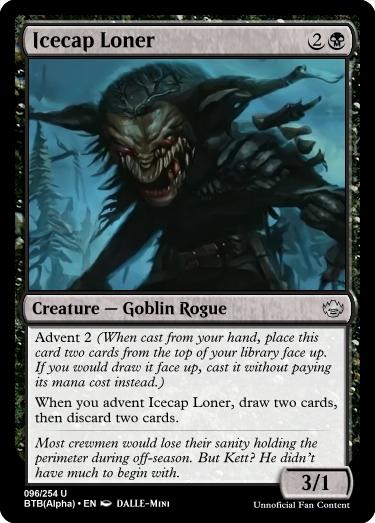 Icecap Loner 2
Creature — Goblin Rogue
Advent 2 (When cast from your hand, place this
card two cards from the top of your library face up.
If you would draw it face up, cast it without paying
its mana cost instead.)
When you advent Icecap Loner, draw two cards,
then discard two cards.
Most crewmen would lose their sanity holding the
perimeter during off-season. But Kett? He didn't
have much to begin with.
3/1
096/254 U
BTB(Alpha) • EN DALLE-Mini
Unofficial Fan Content